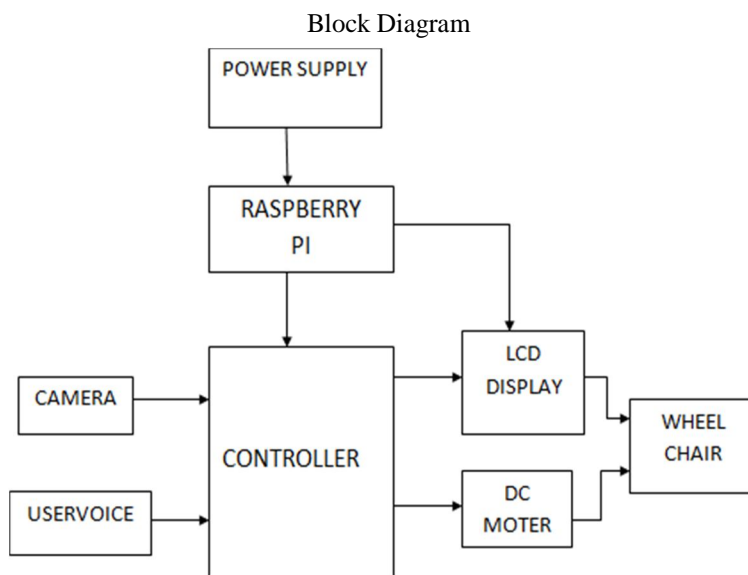 Block Diagram
POWER SUPPLY
RASPBERRY
PI
LCD
DISPLAY
CAMERA
WHEEL
CHAIR
CONTROLLER
DC
MOTER
USERVOICE